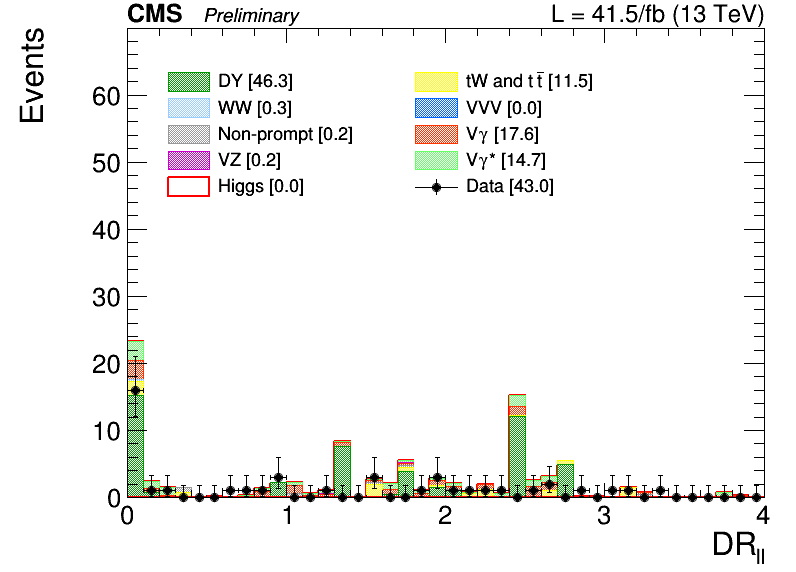 CMS Preliminary L = 41.5/fb (13 TeV)
Events
DY [46.3]
WW [0.3]
Non-prompt [0.2]
VZ [0.2]
Higgs [0.0]
tW and t t̅ [11.5]
VVV [0.0]
Vγ [17.6]
Vγ* [14.7]
Data [43.0]
60
50
40
30
20
10
0
0 1 2 3 4
DR_ll